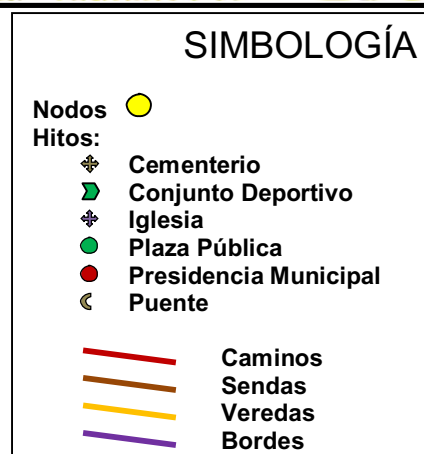 SIMBOLOGÍA
Nodos
Hitos:
Cementerio
Conjunto Deportivo
Iglesia
Plaza Pública
Presidencia Municipal
Puente
Caminos
Sendas
Veredas
Bordes